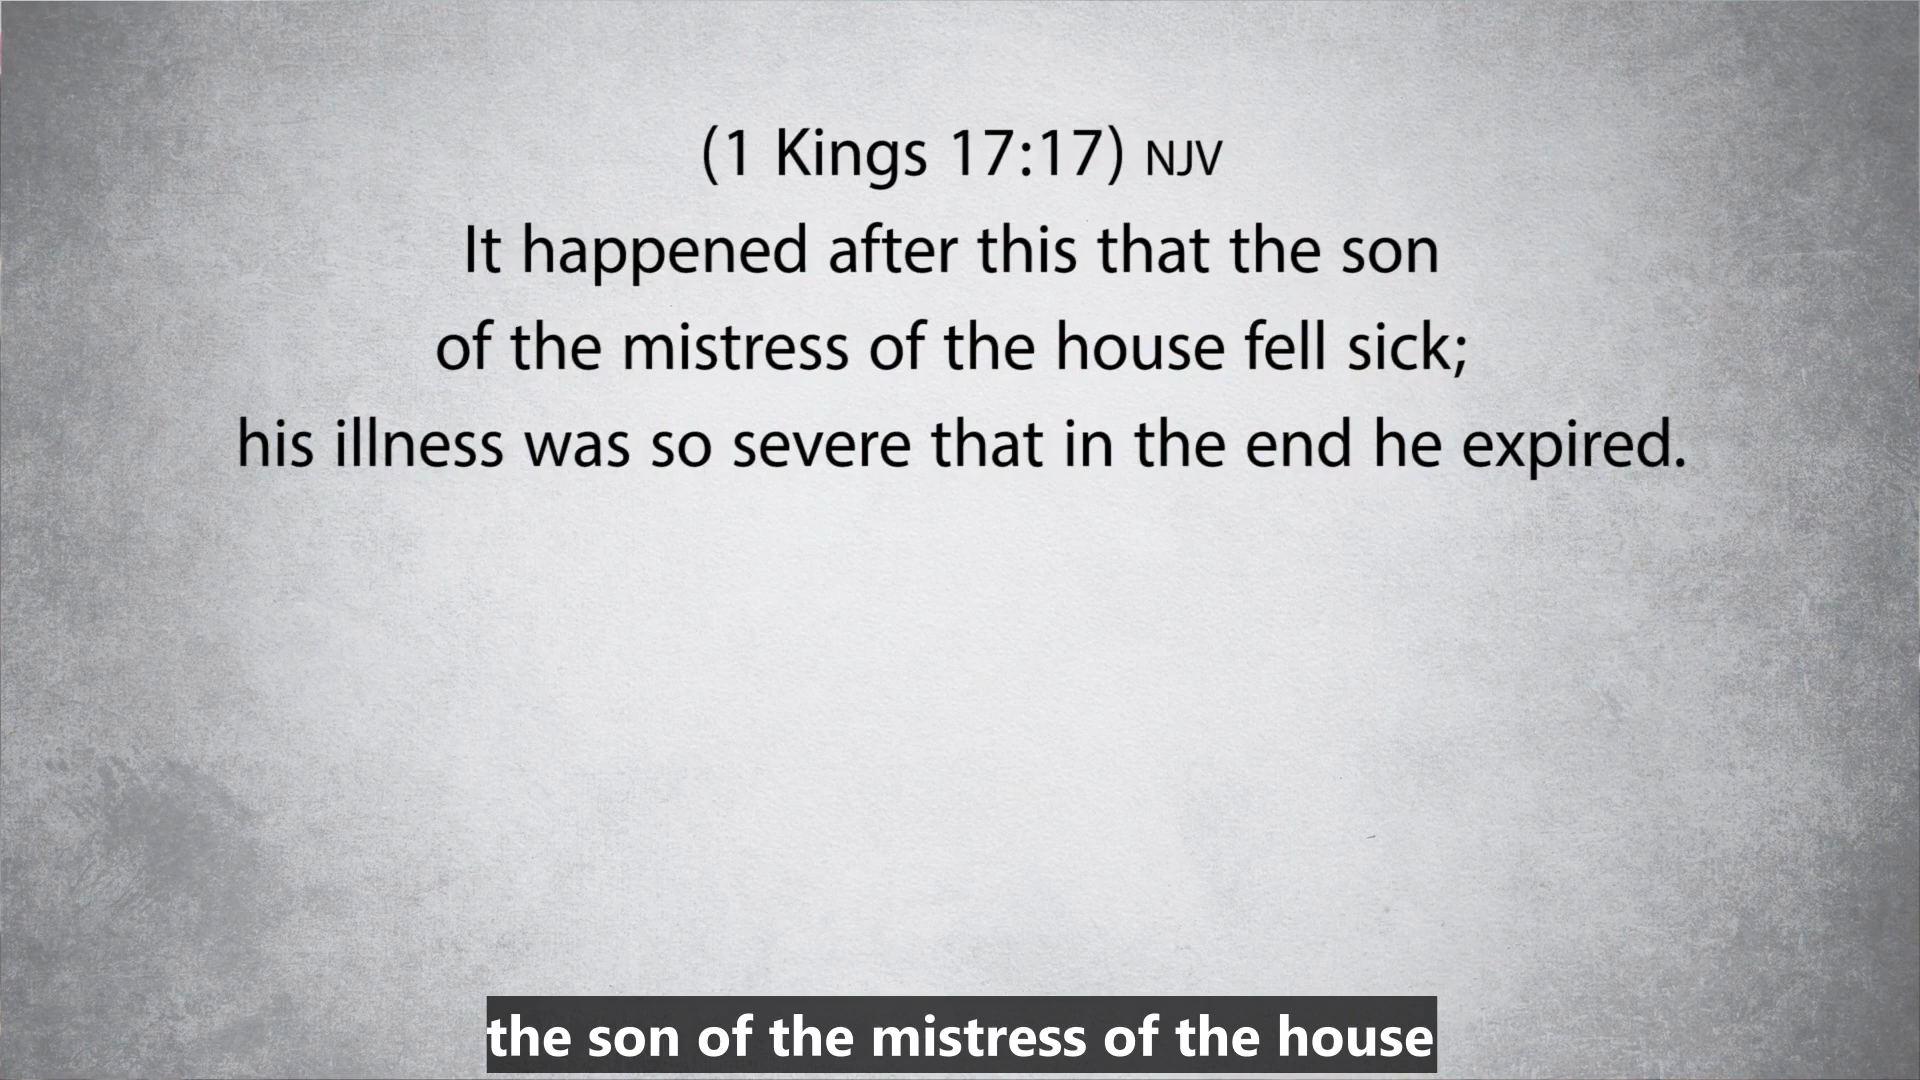 (1 Kings 17:17) NJV
It happened after this that the son
of the mistress of the house fell sick;
his illness was so severe that in the end he expired.
the son of the mistress of the house